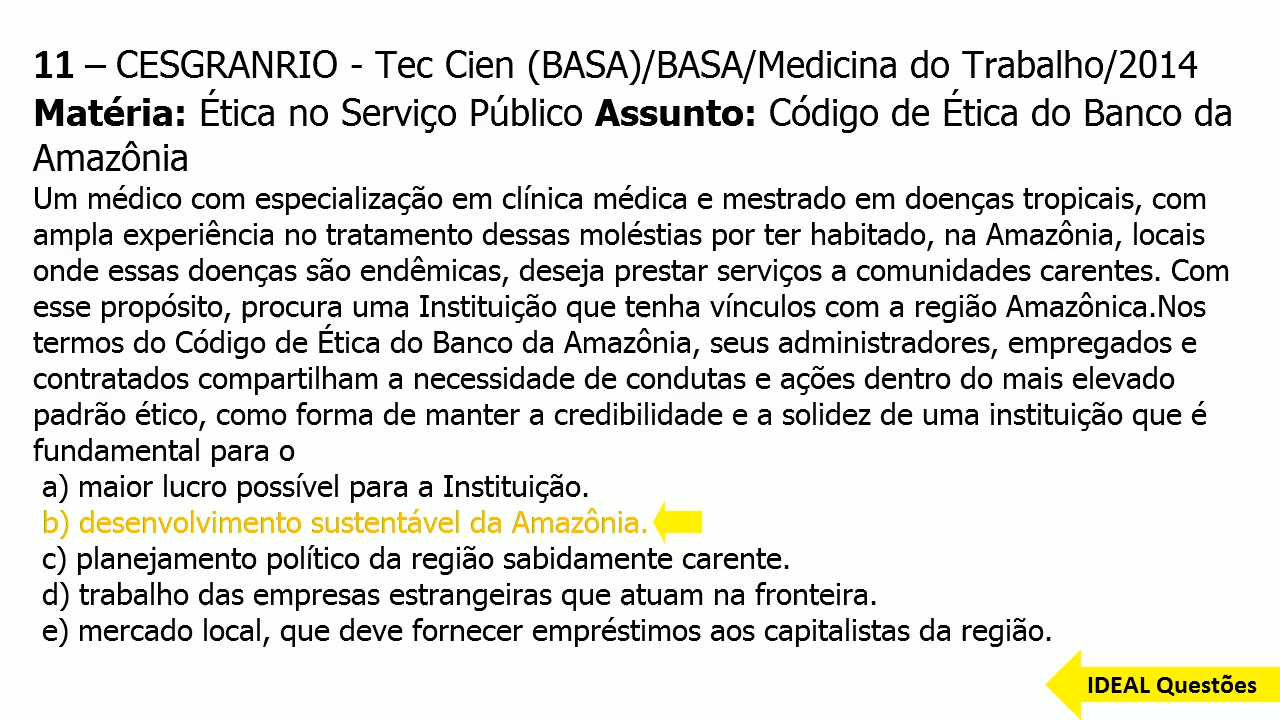 11 – CESGRANRIO - Tec Cien (BASA)/BASA/Medicina do Trabalho/2014
Matéria: Ética no Serviço Público Assunto: Código de Ética do Banco da
Amazônia
Um médico com especialização em clínica médica e mestrado em doenças tropicais, com
ampla experiência no tratamento dessas moléstias por ter habitado, na Amazônia, locais
onde essas doenças são endêmicas, deseja prestar serviços a comunidades carentes. Com
esse propósito, procura uma Instituição que tenha vínculos com a região Amazônica.Nos
termos do Código de Ética do Banco da Amazônia, seus administradores, empregados e
contratados compartilham a necessidade de condutas e ações dentro do mais elevado
padrão ético, como forma de manter a credibilidade e a solidez de uma instituição que é
fundamental para o
a) maior lucro possível para a Instituição.
b) desenvolvimento sustentável da Amazônia.
c) planejamento político da região sabidamente carente.
d) trabalho das empresas estrangeiras que atuam na fronteira.
e) mercado local, que deve fornecer empréstimos aos capitalistas da região.
IDEAL Questões